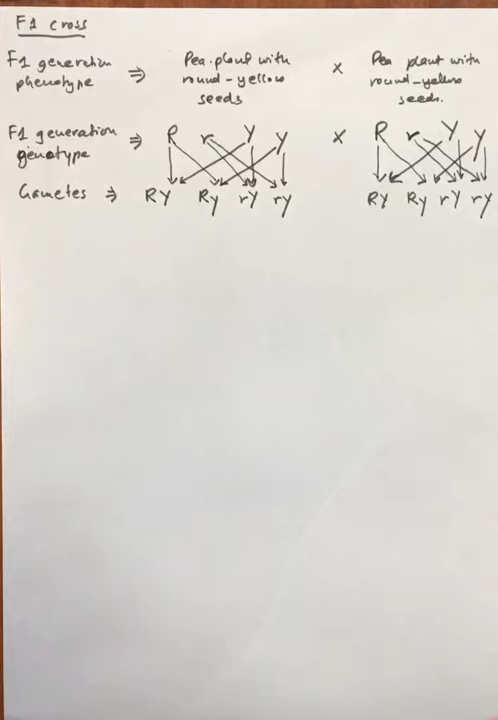 F1 cross
F1 generation phenotype ⇒ Pea plant with round-yellow seeds × Pea plant with round-yellow seeds.
F1 generation genotype ⇒ R r Y y × R r Y y
Gametes ⇒ RY Ry rY ry RY Ry rY ry